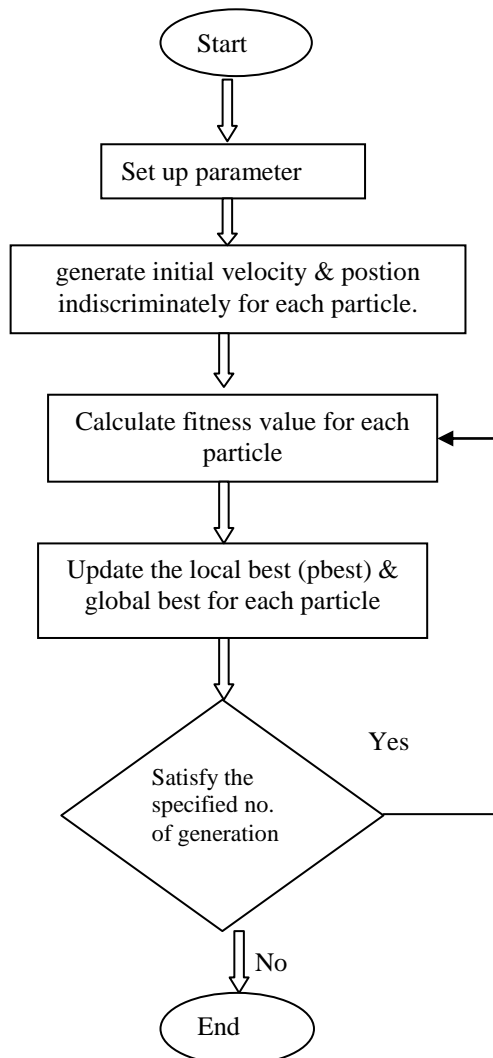 Start
Set up parameter
generate initial velocity & postion
indiscriminately for each particle.
Calculate fitness value for each
particle
Update the local best (pbest) &
global best for each particle
Yes
Satisfy the
specified no.
of generation
No
End